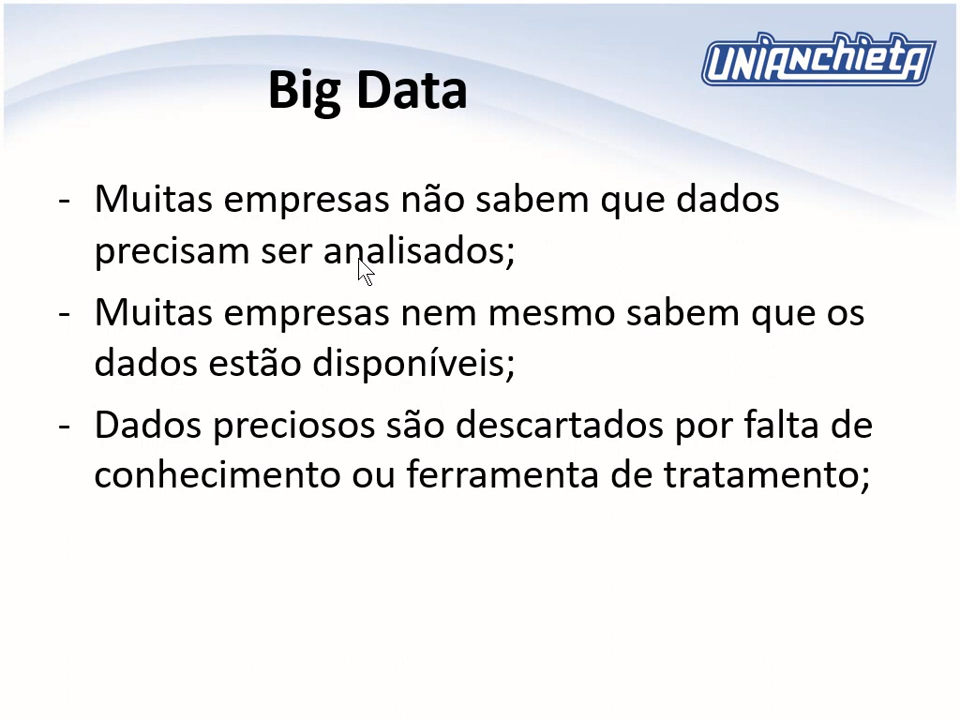 UNIANCHIETA
Big Data
- Muitas empresas não sabem que dados
precisam ser analisados;
- Muitas empresas nem mesmo sabem que os
dados estão disponíveis;
- Dados preciosos são descartados por falta de
conhecimento ou ferramenta de tratamento;